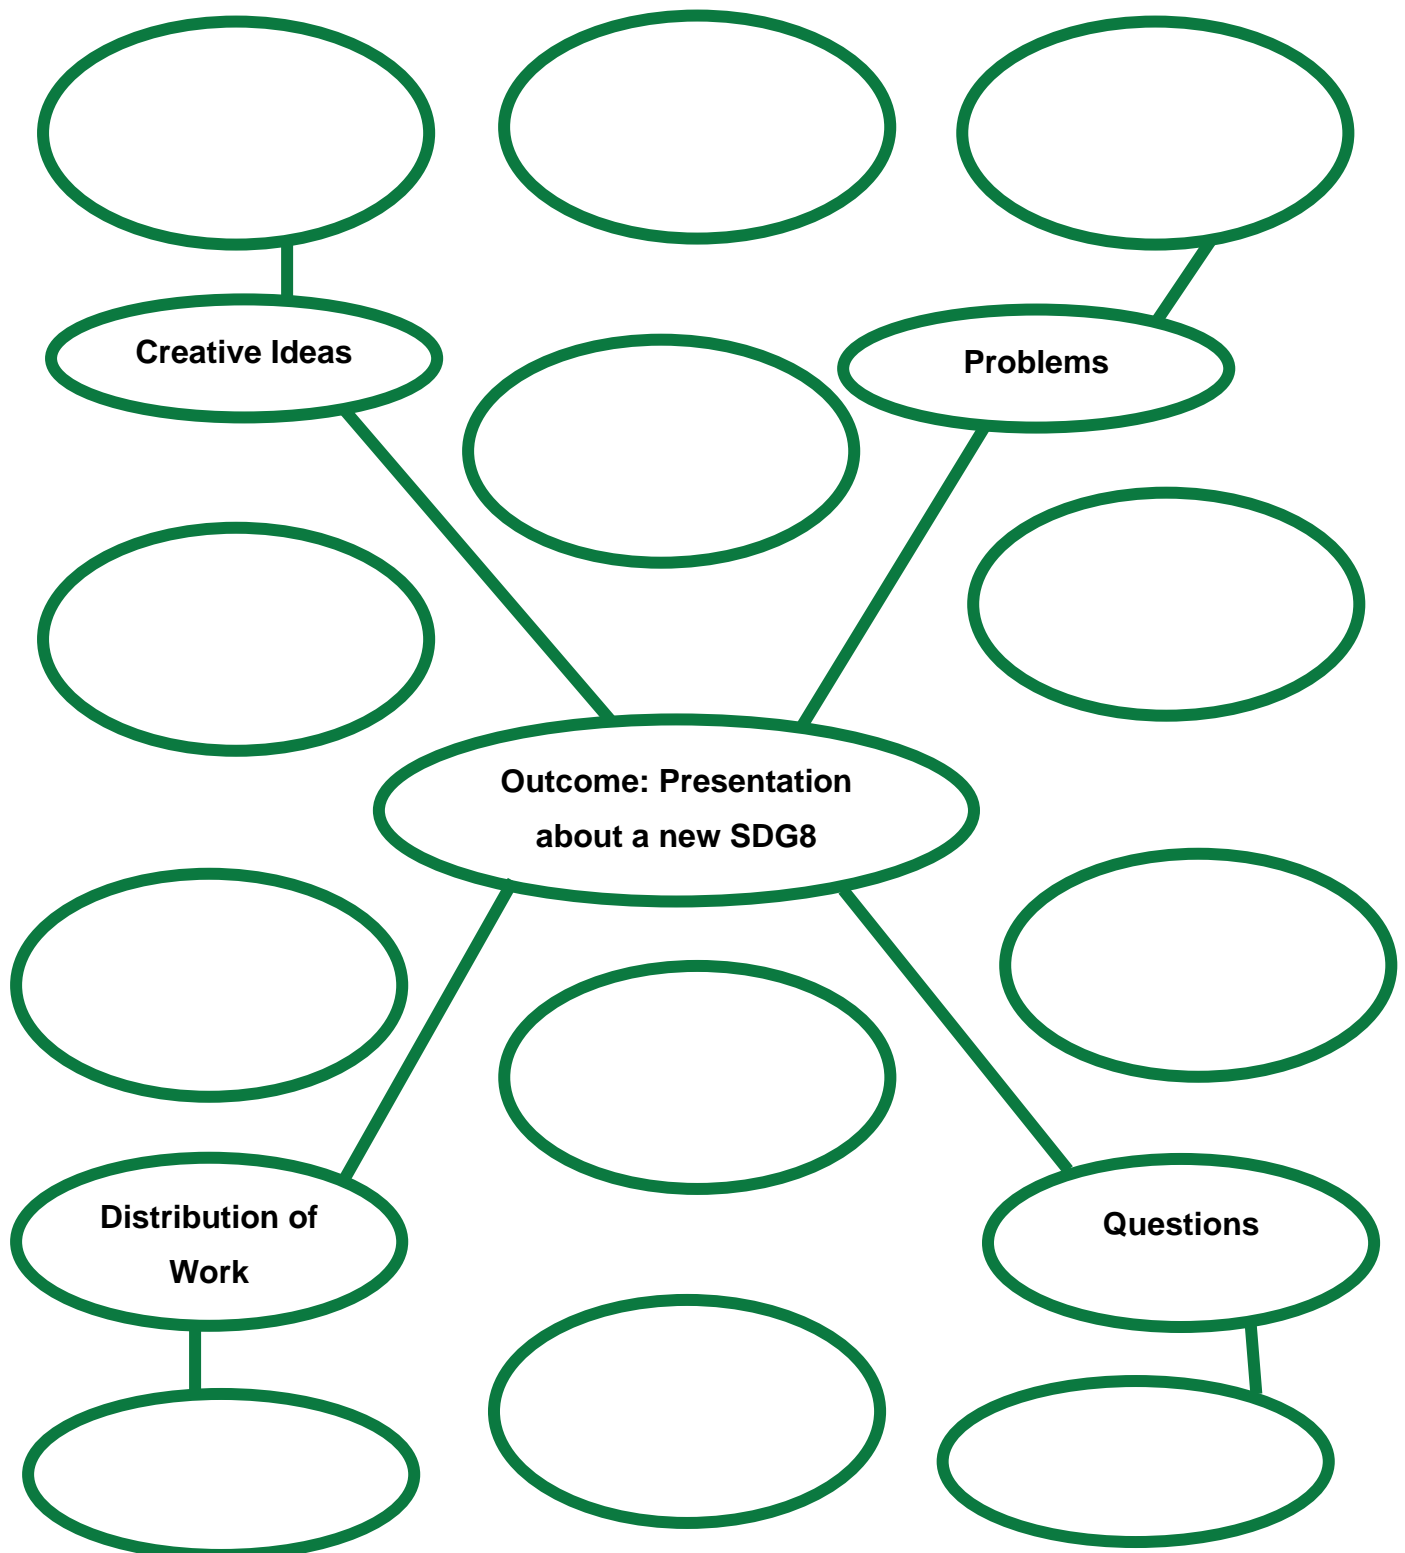 Creative Ideas
Problems
Outcome: Presentation
about a new SDG8
Distribution of
Work
Questions